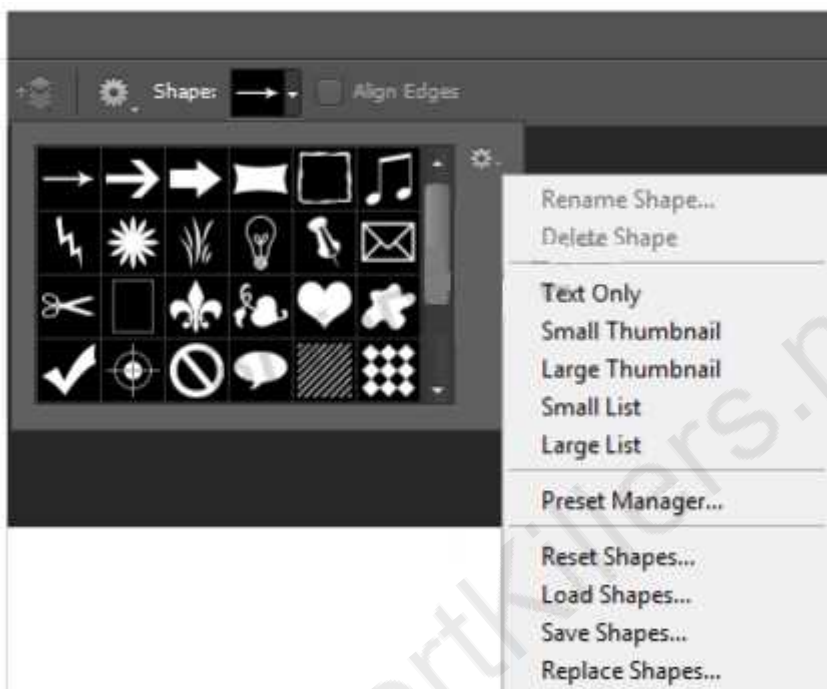 Shape:
Align Edges
Rename Shape...
Delete Shape
Text Only
Small Thumbnail
Large Thumbnail
Small List
Large List
Preset Manager...
Reset Shapes...
Load Shapes...
Save Shapes...
Replace Shapes...